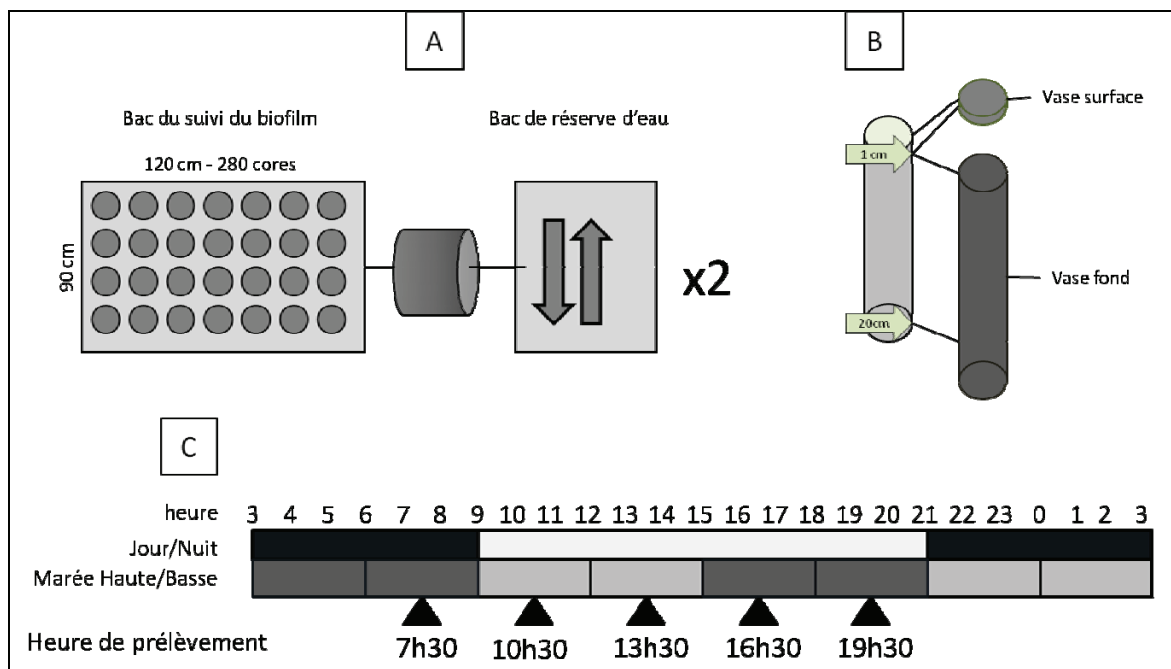 A
B
Bac du suivi du biofilm
Bac de réserve d'eau
120 cm - 280 cores
90 cm
x2
Vase surface
1 cm
Vase fond
20cm
C
heure 3 4 5 6 7 8 9 10 11 12 13 14 15 16 17 18 19 20 21 22 23 0 1 2 3
Jour/Nuit
Marée Haute/Basse
Heure de prélèvement 7h30 10h30 13h30 16h30 19h30